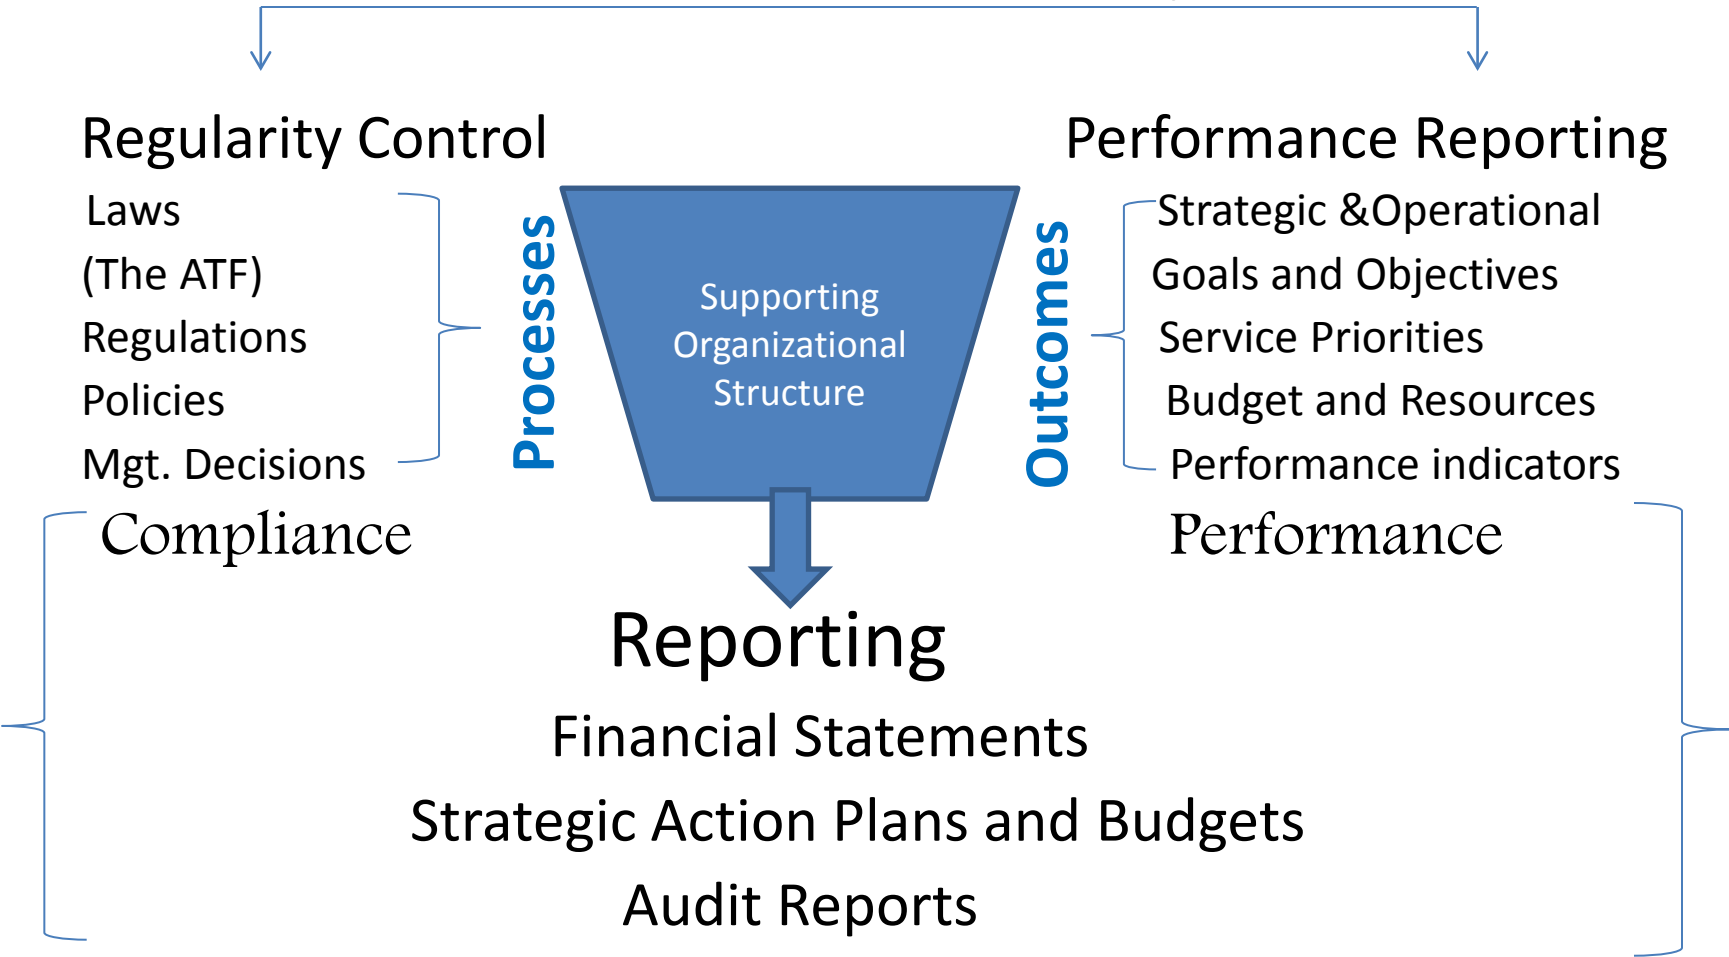 Regularity Control
Performance Reporting
Laws
(The ATF)
Regulations
Policies
Mgt. Decisions
Processes
Supporting
Organizational
Structure
Outcomes
Strategic &Operational
Goals and Objectives
Service Priorities
Budget and Resources
Performance indicators
Compliance
Performance
Reporting
Financial Statements
Strategic Action Plans and Budgets
Audit Reports